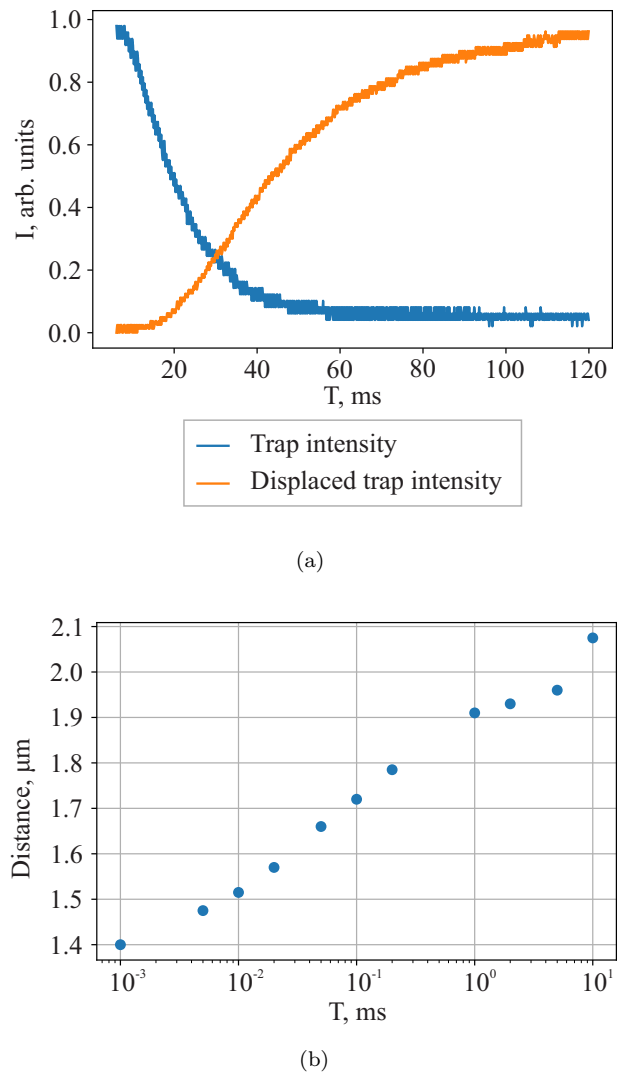 1.0
0.8
0.6
0.4
0.2
0.0
I, arb. units
20 40 60 80 100 120
T, ms
Trap intensity
Displaced trap intensity
(a)
2.1
2.0
1.9
1.8
1.7
1.6
1.5
1.4
Distance, μm
10⁻³ 10⁻² 10⁻¹ 10⁰ 10¹
T, ms
(b)